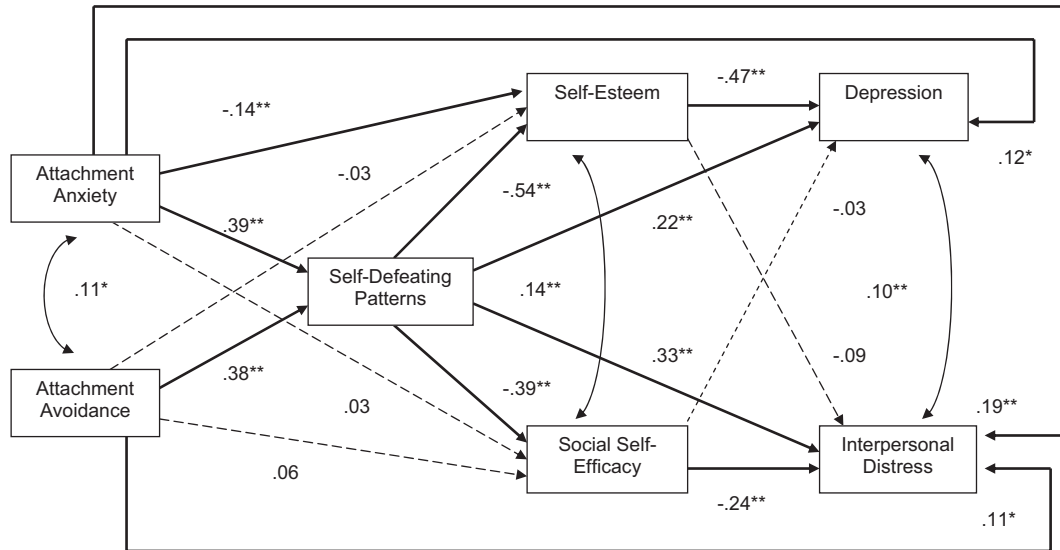 Self-Esteem
-.47**
Depression
-.14**
.12*
Attachment
Anxiety
-.03
-.54**
-.03
.39**
.22**
Self-Defeating
Patterns
.11*
.14**
.10**
.33**
-.09
Attachment
Avoidance
.38**
-.39**
.03
.19**
Social Self-
Efficacy
Interpersonal
Distress
.06
-.24**
.11*